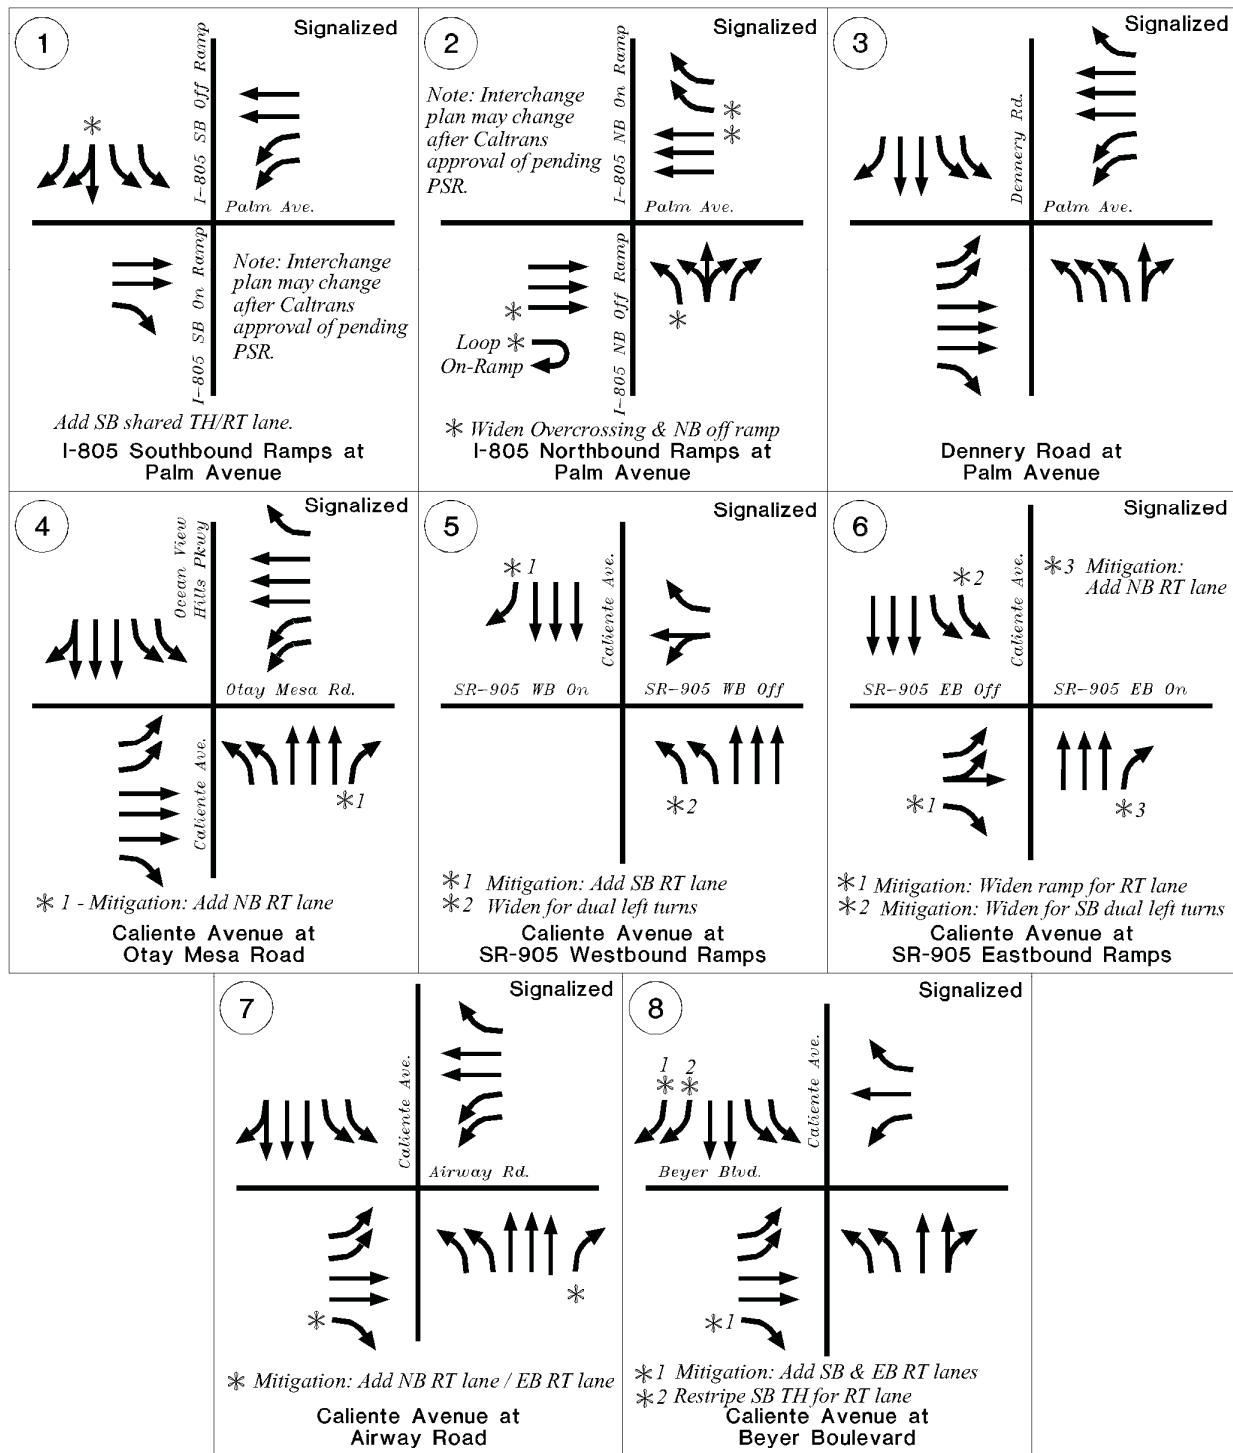 1
Signalized
I-805 SB Off Ramp
Palm Ave.
I-805 SB On Ramp
Note: Interchange
plan may change
after Caltrans
approval of pending
PSR.
Add SB shared TH/RT lane.
I-805 Southbound Ramps at
Palm Avenue
2
Signalized
Note: Interchange
plan may change
after Caltrans
approval of pending
PSR.
I-805 NB On Ramp
Palm Ave.
I-805 NB Off Ramp
Loop
On-Ramp
Widen Overcrossing & NB off ramp
I-805 Northbound Ramps at
Palm Avenue
3
Signalized
Dennery Rd.
Palm Ave.
Dennery Road at
Palm Avenue
4
Signalized
Ocean View
Hills Pkwy
Otay Mesa Rd.
Caliente Ave.
1
1 - Mitigation: Add NB RT lane
Caliente Avenue at
Otay Mesa Road
5
Signalized
1
Caliente Ave.
SR-905 WB On
SR-905 WB Off
2
1 Mitigation: Add SB RT lane
2 Widen for dual left turns
Caliente Avenue at
SR-905 Westbound Ramps
6
Signalized
2
Caliente Ave.
3 Mitigation:
Add NB RT lane
SR-905 EB Off
SR-905 EB On
1
3
1 Mitigation: Widen ramp for RT lane
2 Mitigation: Widen for SB dual left turns
Caliente Avenue at
SR-905 Eastbound Ramps
7
Signalized
Caliente Ave.
Airway Rd.
Mitigation: Add NB RT lane / EB RT lane
Caliente Avenue at
Airway Road
8
Signalized
1 2
Caliente Ave.
Beyer Blvd.
1
1 Mitigation: Add SB & EB RT lanes
2 Restripe SB TH for RT lane
Caliente Avenue at
Beyer Boulevard